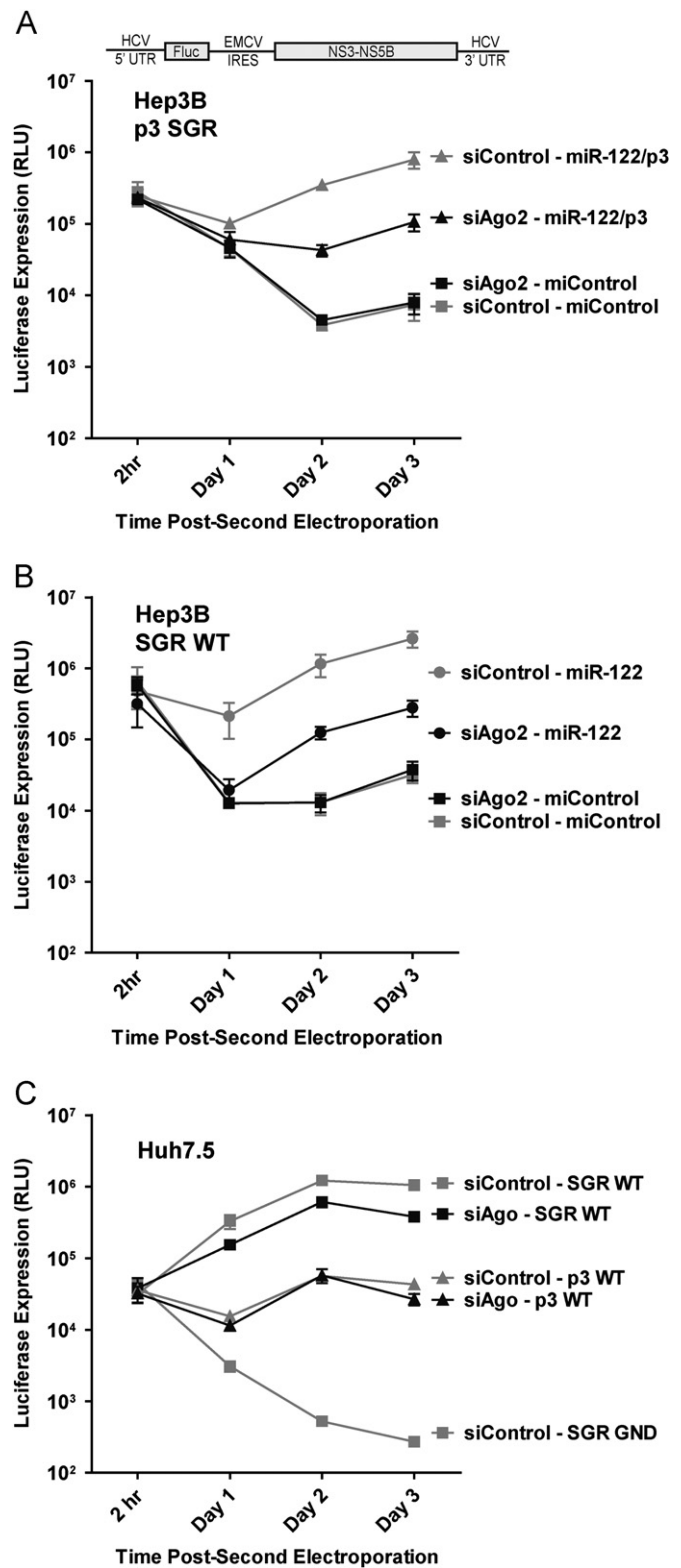 A
HCV Fluc EMCV NS3-NS5B HCV
5' UTR IRES 3' UTR
Hep3B
p3 SGR
Luciferase Expression (RLU)
10⁷
10⁶
10⁵
10⁴
10³
10²
siControl - miR-122/p3
siAgo2 - miR-122/p3
siAgo2 - miControl
siControl - miControl
2hr Day 1 Day 2 Day 3
Time Post-Second Electroporation
B
Hep3B
SGR WT
Luciferase Expression (RLU)
10⁷
10⁶
10⁵
10⁴
10³
10²
siControl - miR-122
siAgo2 - miR-122
siAgo2 - miControl
siControl - miControl
2hr Day 1 Day 2 Day 3
Time Post-Second Electroporation
C
Huh7.5
Luciferase Expression (RLU)
10⁷
10⁶
10⁵
10⁴
10³
10²
siControl - SGR WT
siAgo - SGR WT
siControl - p3 WT
siAgo - p3 WT
siControl - SGR GND
2 hr Day 1 Day 2 Day 3
Time Post-Second Electroporation